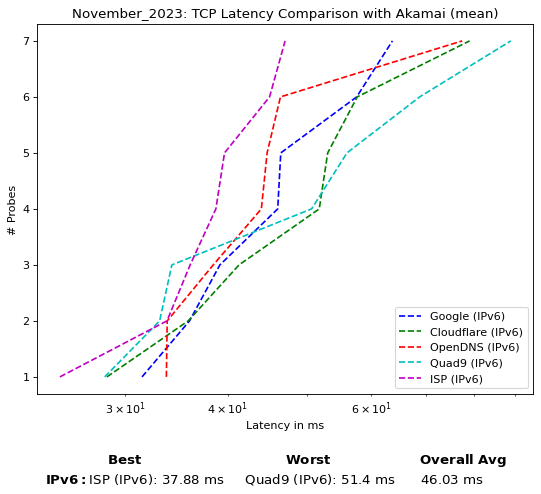 November_2023: TCP Latency Comparison with Akamai (mean)
# Probes
7
6
5
4
3
2
1
Google (IPv6)
Cloudflare (IPv6)
OpenDNS (IPv6)
Quad9 (IPv6)
ISP (IPv6)
3 × 10¹ 4 × 10¹ 6 × 10¹
Latency in ms
Best Worst Overall Avg
IPv6: ISP (IPv6): 37.88 ms Quad9 (IPv6): 51.4 ms 46.03 ms